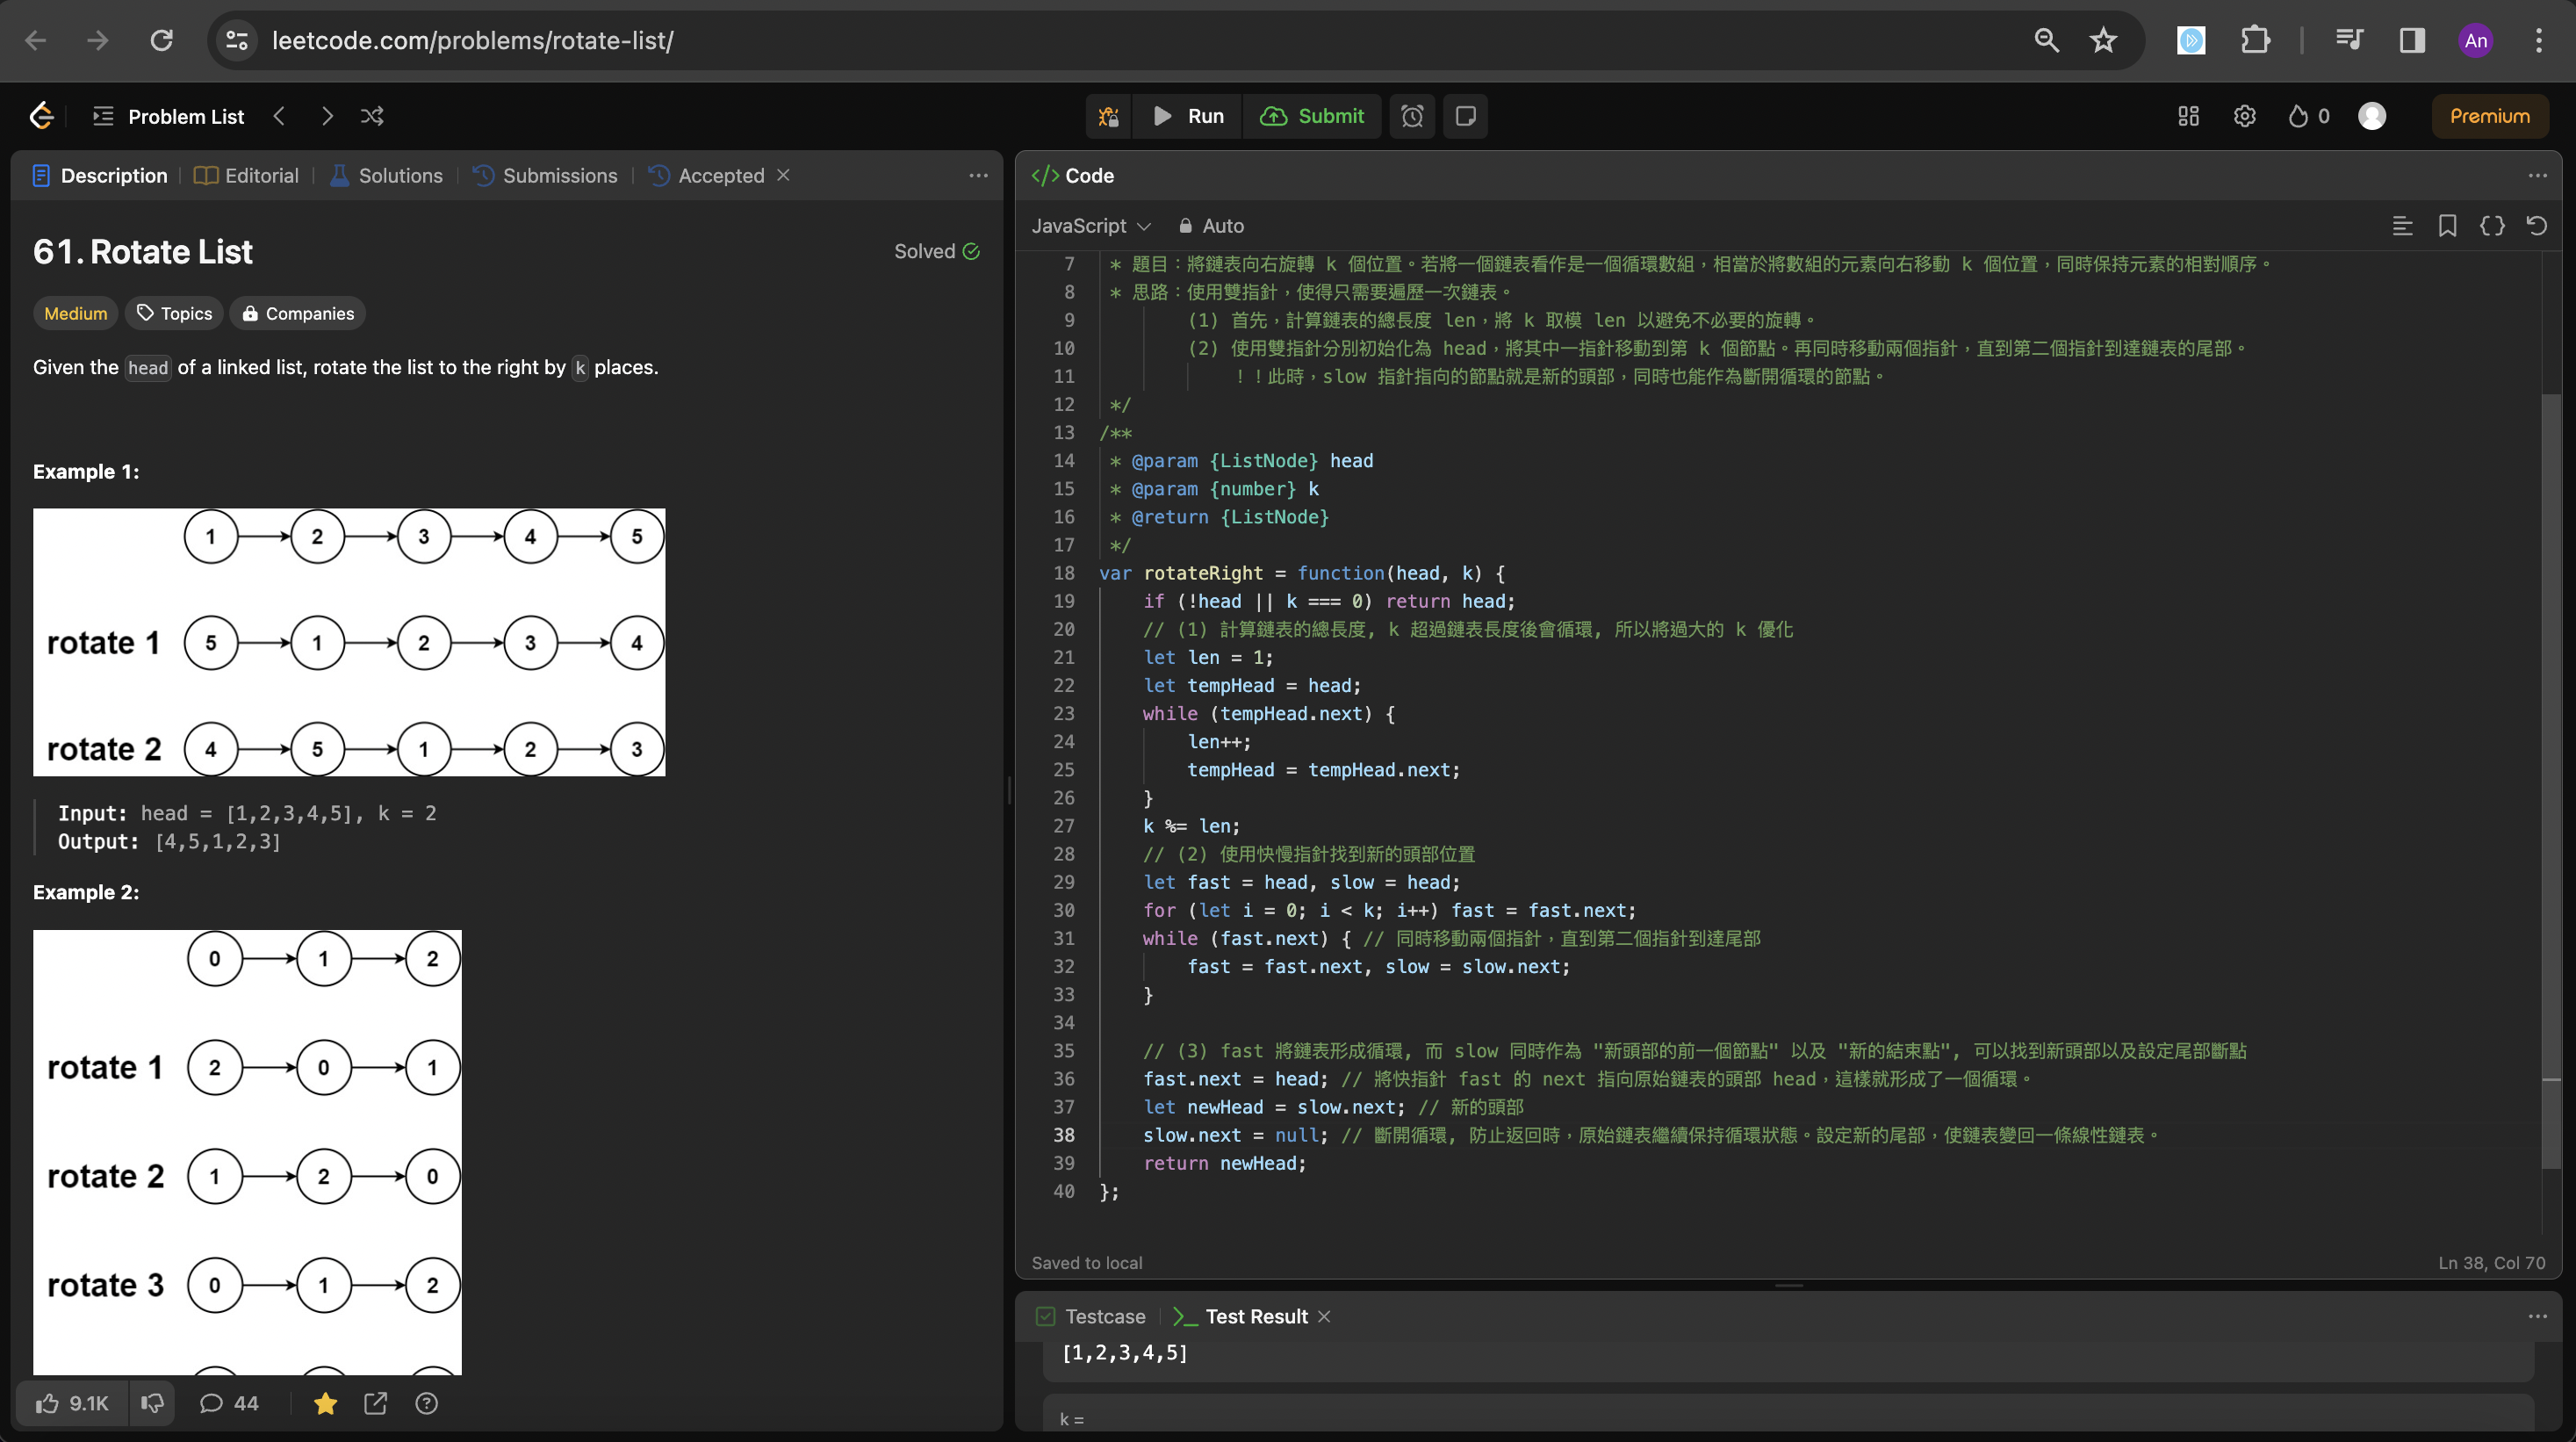 leetcode.com/problems/rotate-list/
An
Problem List
Run
Submit
0
Premium
Description
Editorial
Solutions
Submissions
Accepted
61. Rotate List
Solved
Medium
Topics
Companies
Given the head of a linked list, rotate the list to the right by k places.
Example 1:
1 2 3 4 5
rotate 1 5 1 2 3 4
rotate 2 4 5 1 2 3
Input: head = [1,2,3,4,5], k = 2
Output: [4,5,1,2,3]
Example 2:
0 1 2
rotate 1 2 0 1
rotate 2 1 2 0
rotate 3 0 1 2
9.1K
44
</> Code
JavaScript
Auto
7 * 題目：將鏈表向右旋轉 k 個位置。若將一個鏈表看作是一個循環數組，相當於將數組的元素向右移動 k 個位置，同時保持元素的相對順序。
8 * 思路：使用雙指針，使得只需要遍歷一次鏈表。
9 (1) 首先，計算鏈表的總長度 len，將 k 取模 len 以避免不必要的旋轉。
10 (2) 使用雙指針分別初始化為 head，將其中一指針移動到第 k 個節點。再同時移動兩個指針，直到第二個指針到達鏈表的尾部。
11 ！！此時，slow 指針指向的節點就是新的頭部，同時也能作為斷開循環的節點。
12 */
13 /**
14 * @param {ListNode} head
15 * @param {number} k
16 * @return {ListNode}
17 */
18 var rotateRight = function(head, k) {
19 if (!head || k === 0) return head;
20 // (1) 計算鏈表的總長度, k 超過鏈表長度後會循環, 所以將過大的 k 優化
21 let len = 1;
22 let tempHead = head;
23 while (tempHead.next) {
24 len++;
25 tempHead = tempHead.next;
26 }
27 k %= len;
28 // (2) 使用快慢指針找到新的頭部位置
29 let fast = head, slow = head;
30 for (let i = 0; i < k; i++) fast = fast.next;
31 while (fast.next) { // 同時移動兩個指針，直到第二個指針到達尾部
32 fast = fast.next, slow = slow.next;
33 }
34
35 // (3) fast 將鏈表形成循環, 而 slow 同時作為 "新頭部的前一個節點" 以及 "新的結束點", 可以找到新頭部以及設定尾部斷點
36 fast.next = head; // 將快指針 fast 的 next 指向原始鏈表的頭部 head，這樣就形成了一個循環。
37 let newHead = slow.next; // 新的頭部
38 slow.next = null; // 斷開循環, 防止返回時，原始鏈表繼續保持循環狀態。設定新的尾部，使鏈表變回一條線性鏈表。
39 return newHead;
40 };
Saved to local
Ln 38, Col 70
Testcase
Test Result
[1,2,3,4,5]
k =